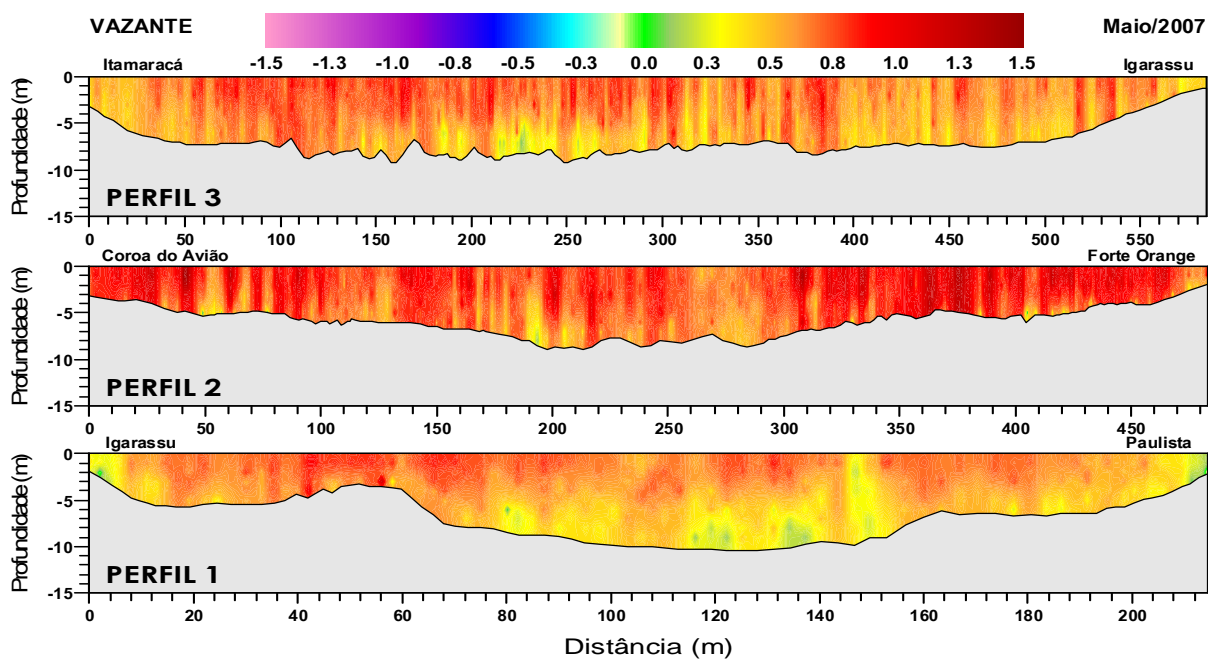 VAZANTE Maio/2007
-1.5 -1.3 -1.0 -0.8 -0.5 -0.3 0.0 0.3 0.5 0.8 1.0 1.3 1.5
Itamaracá Igarassu
Profundidade (m)
0
-5
-10
-15
PERFIL 3
0 50 100 150 200 250 300 350 400 450 500 550
Coroa do Avião Forte Orange
Profundidade (m)
0
-5
-10
-15
PERFIL 2
0 50 100 150 200 250 300 350 400 450
Igarassu Paulista
Profundidade (m)
0
-5
-10
-15
PERFIL 1
0 20 40 60 80 100 120 140 160 180 200
Distância (m)